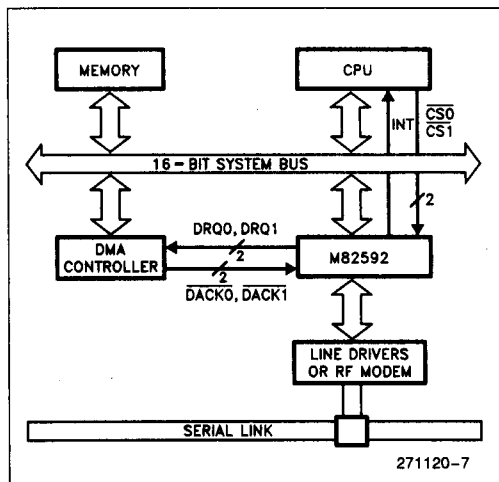 MEMORY
CPU
INT
CS0
CS1
16-BIT SYSTEM BUS
2
DRQ0, DRQ1
2
DMA
CONTROLLER
M82592
2
DACK0, DACK1
LINE DRIVERS
OR RF MODEM
SERIAL LINK
271120-7